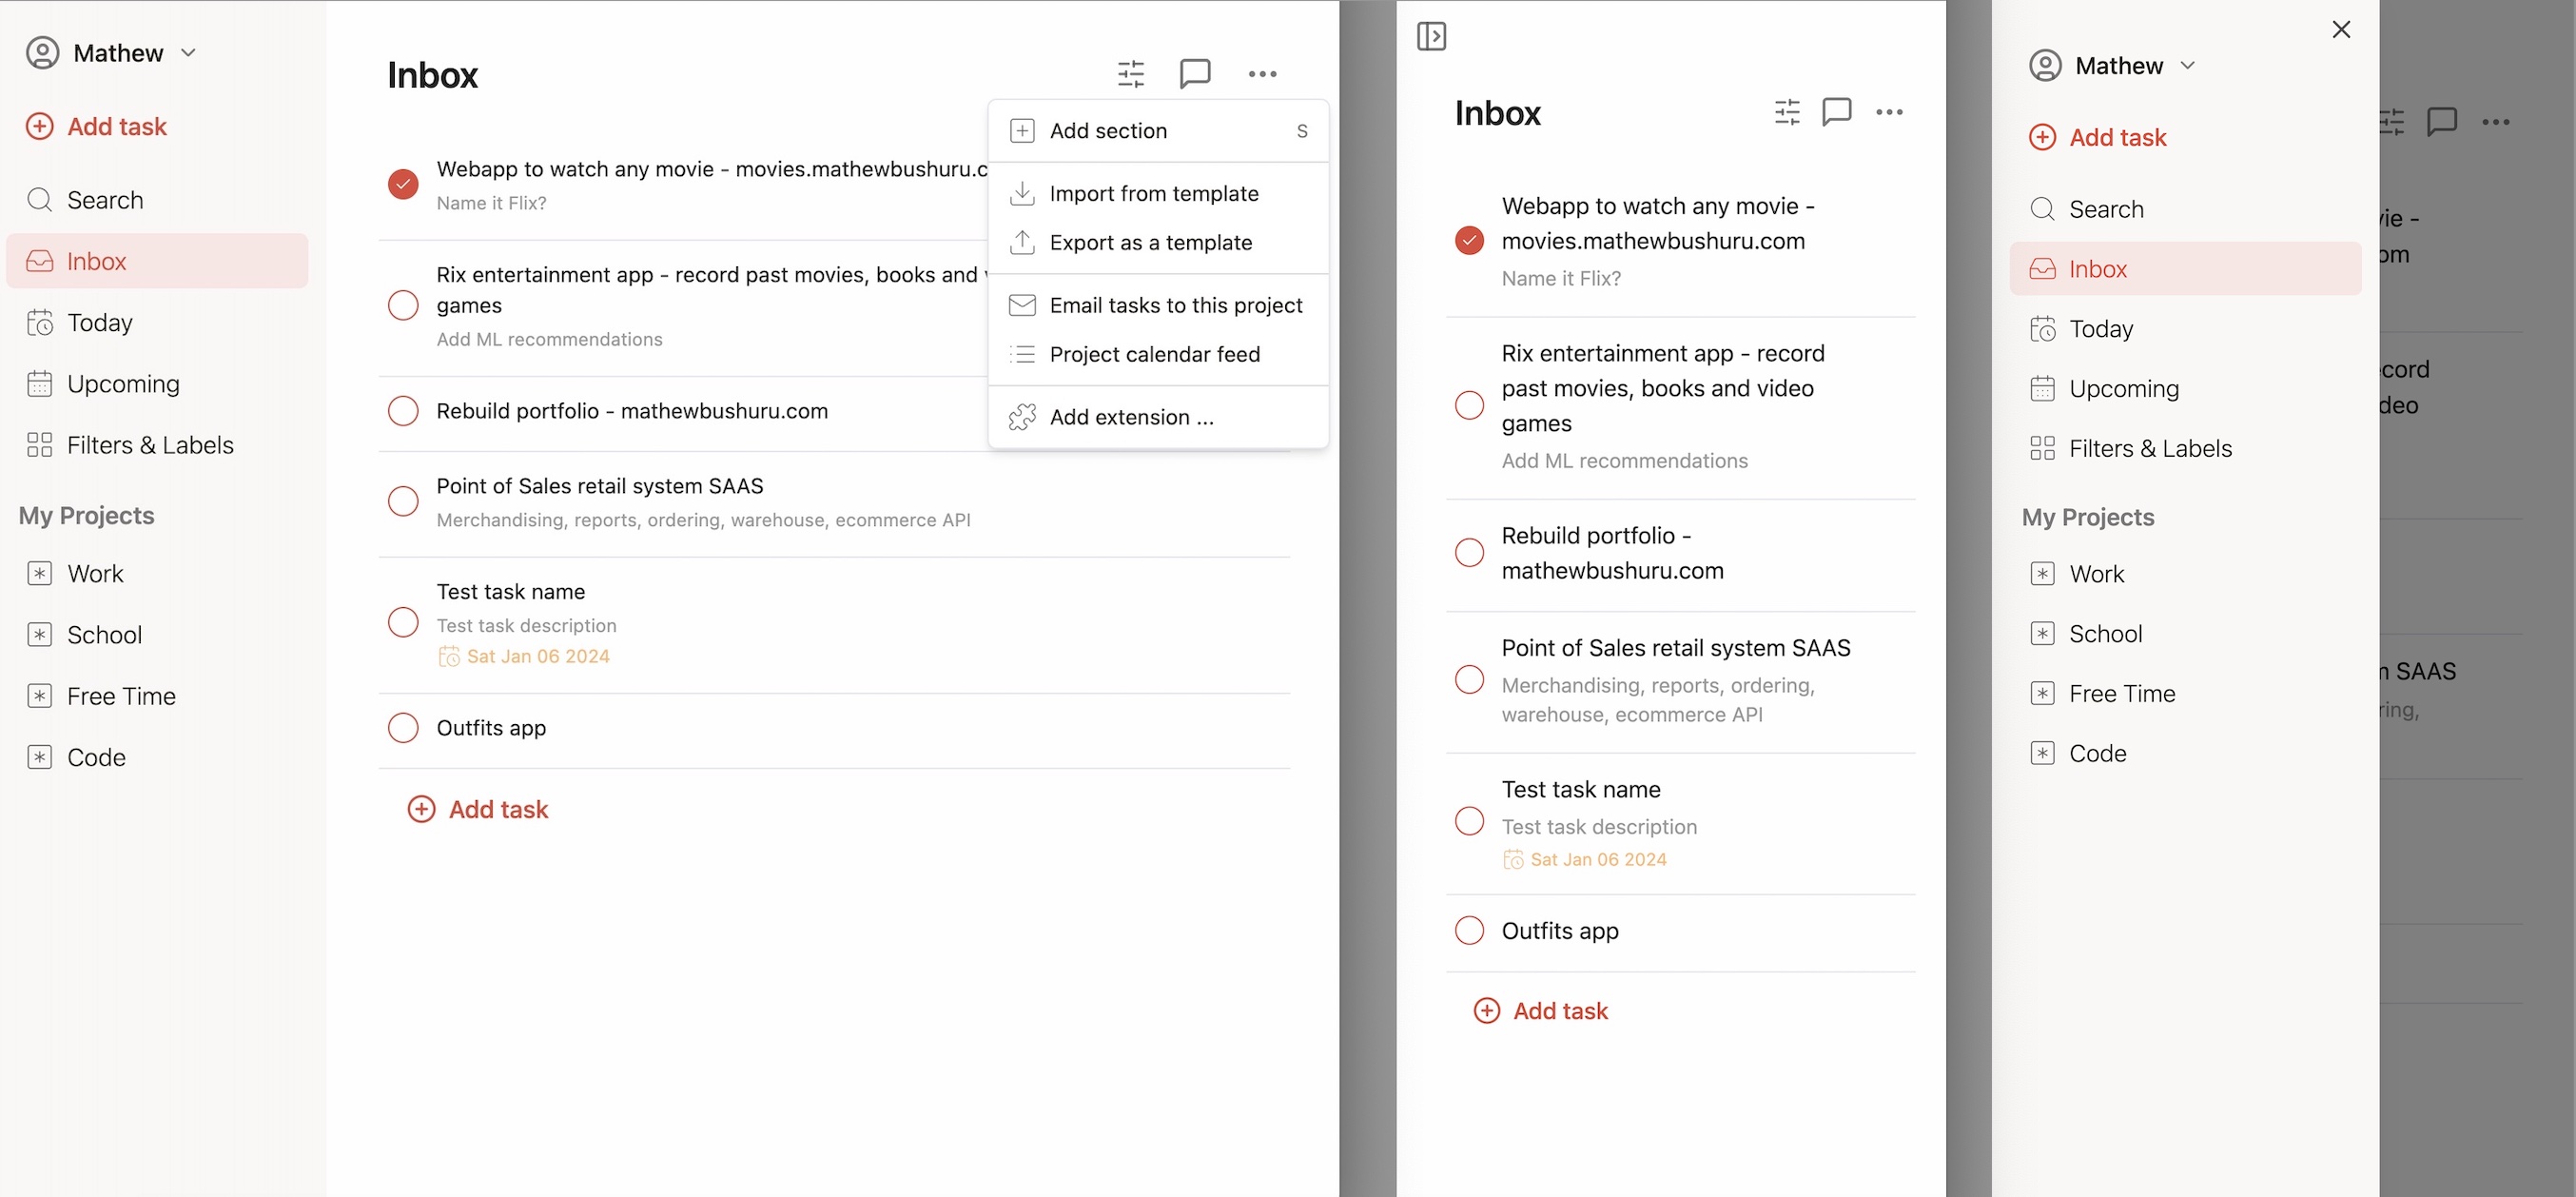 Mathew
Add task
Search
Inbox
Today
Upcoming
Filters & Labels
My Projects
Work
School
Free Time
Code
Inbox
Webapp to watch any movie - movies.mathewbushuru.c
Name it Flix?
Rix entertainment app - record past movies, books and
games
Add ML recommendations
Rebuild portfolio - mathewbushuru.com
Point of Sales retail system SAAS
Merchandising, reports, ordering, warehouse, ecommerce API
Test task name
Test task description
Sat Jan 06 2024
Outfits app
Add task
Add section S
Import from template
Export as a template
Email tasks to this project
Project calendar feed
Add extension ...
Inbox
Webapp to watch any movie -
movies.mathewbushuru.com
Name it Flix?
Rix entertainment app - record
past movies, books and video
games
Add ML recommendations
Rebuild portfolio -
mathewbushuru.com
Point of Sales retail system SAAS
Merchandising, reports, ordering,
warehouse, ecommerce API
Test task name
Test task description
Sat Jan 06 2024
Outfits app
Add task
Mathew
Add task
Search
Inbox
Today
Upcoming
Filters & Labels
My Projects
Work
School
Free Time
Code
vie -
om
cord
deo
SAAS
ring,